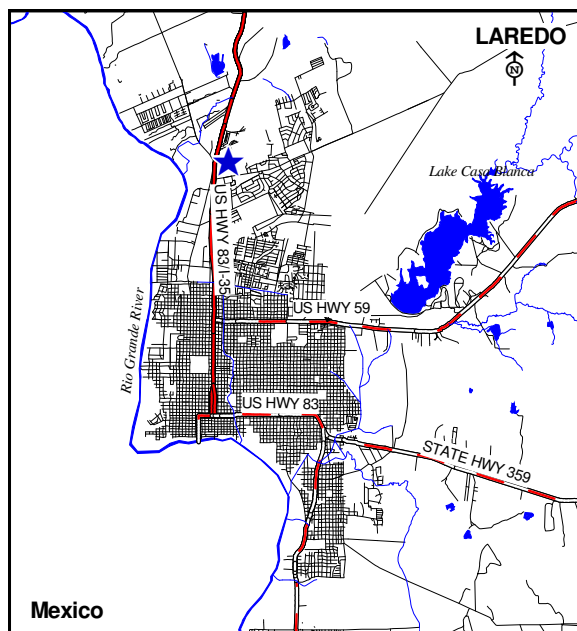 LAREDO
N
Lake Casa Blanca
US HWY 83/I-35
US HWY 59
Rio Grande River
US HWY 83
STATE HWY 359
Mexico